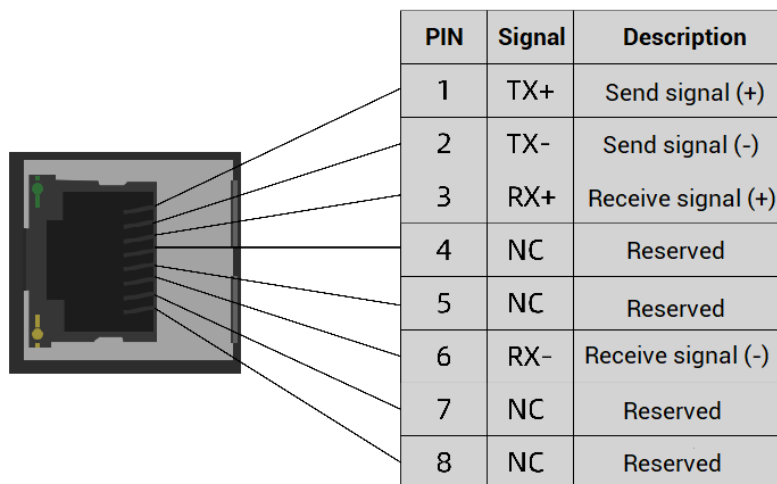 PIN Signal Description
1 TX+ Send signal (+)
2 TX- Send signal (-)
3 RX+ Receive signal (+)
4 NC Reserved
5 NC Reserved
6 RX- Receive signal (-)
7 NC Reserved
8 NC Reserved